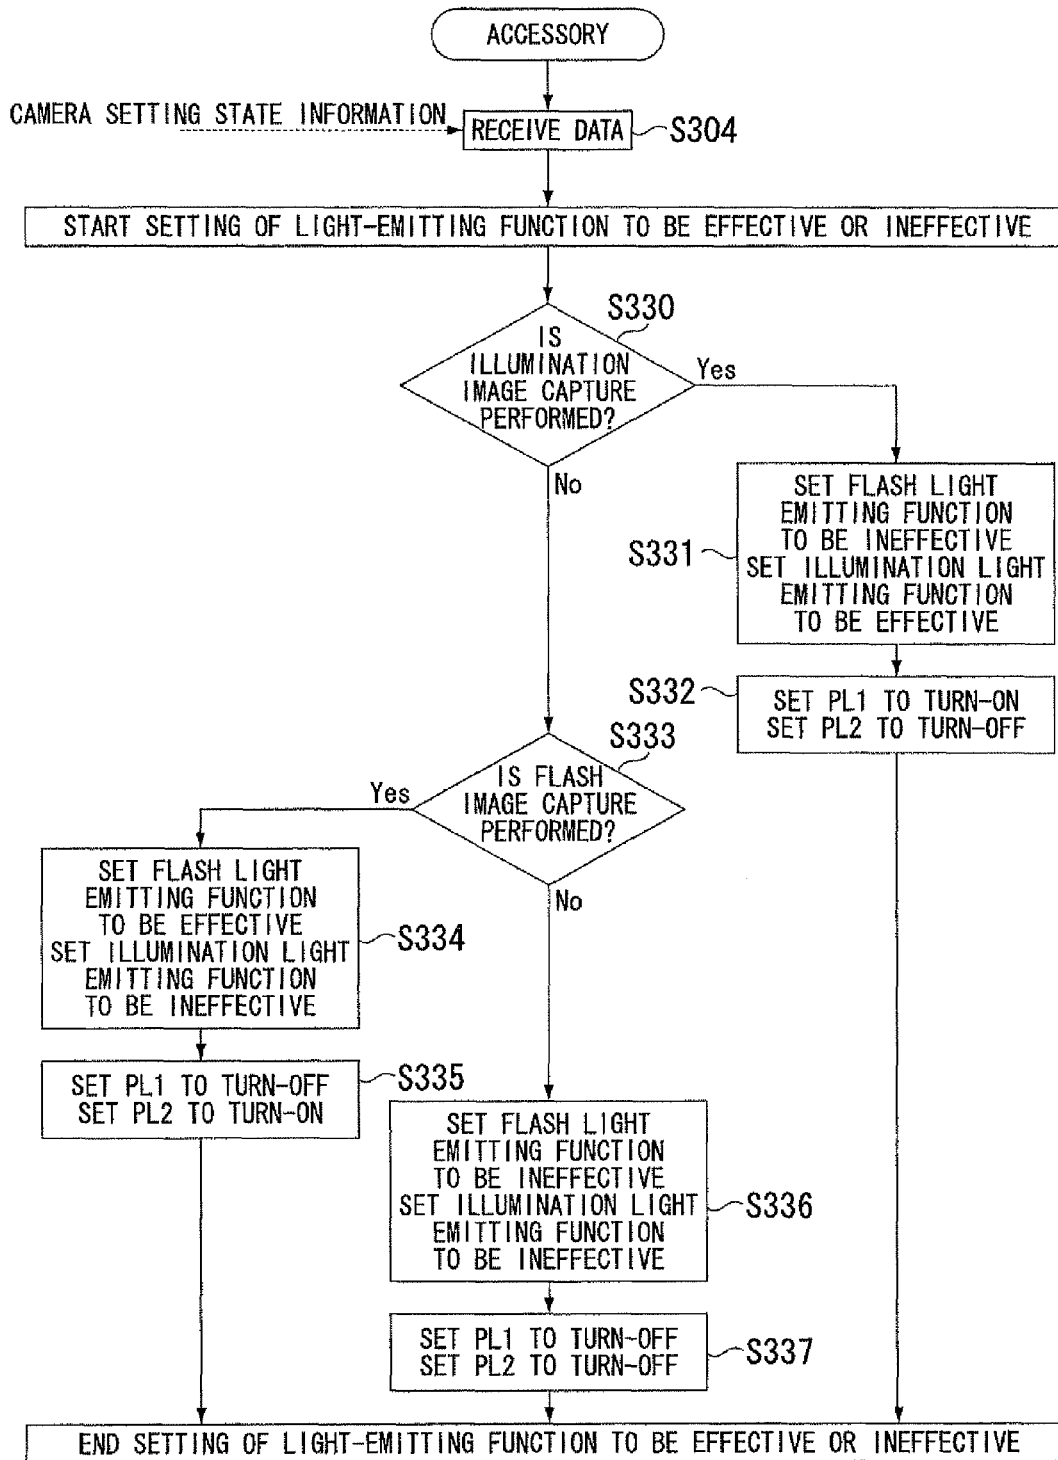 ACCESSORY
CAMERA SETTING STATE INFORMATION
RECEIVE DATA
S304
START SETTING OF LIGHT-EMITTING FUNCTION TO BE EFFECTIVE OR INEFFECTIVE
S330
IS
ILLUMINATION
IMAGE CAPTURE
PERFORMED?
Yes
No
SET FLASH LIGHT
EMITTING FUNCTION
TO BE INEFFECTIVE
SET ILLUMINATION LIGHT
EMITTING FUNCTION
TO BE EFFECTIVE
S331
S332
SET PL1 TO TURN-ON
SET PL2 TO TURN-OFF
S333
IS FLASH
IMAGE CAPTURE
PERFORMED?
Yes
No
SET FLASH LIGHT
EMITTING FUNCTION
TO BE EFFECTIVE
SET ILLUMINATION LIGHT
EMITTING FUNCTION
TO BE INEFFECTIVE
S334
SET PL1 TO TURN-OFF
SET PL2 TO TURN-ON
S335
SET FLASH LIGHT
EMITTING FUNCTION
TO BE INEFFECTIVE
SET ILLUMINATION LIGHT
EMITTING FUNCTION
TO BE INEFFECTIVE
S336
SET PL1 TO TURN-OFF
SET PL2 TO TURN-OFF
S337
END SETTING OF LIGHT-EMITTING FUNCTION TO BE EFFECTIVE OR INEFFECTIVE